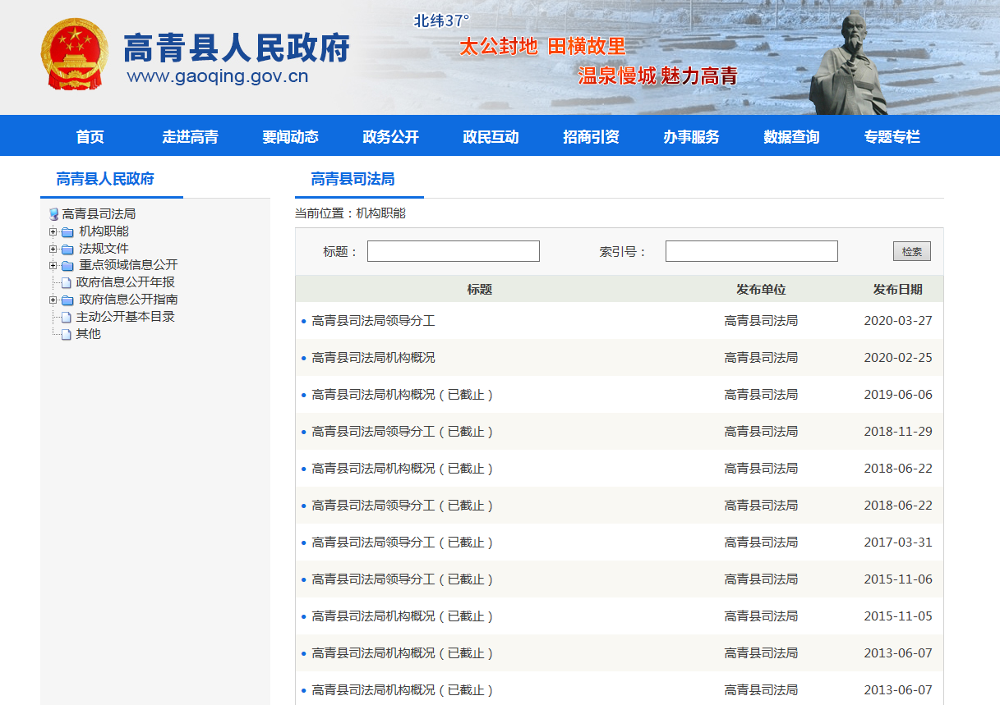 北纬37°
高青县人民政府
太公封地 田横故里
www.gaoqing.gov.cn
温泉慢城 魅力高青
首页 走进高青 要闻动态 政务公开 政民互动 招商引资 办事服务 数据查询 专题专栏
高青县人民政府
高青县司法局
机构职能
法规文件
重点领域信息公开
政府信息公开年报
政府信息公开指南
主动公开基本目录
其他
高青县司法局
当前位置：机构职能
标题： 索引号： 检索
标题 发布单位 发布日期
高青县司法局领导分工 高青县司法局 2020-03-27
高青县司法局机构概况 高青县司法局 2020-02-25
高青县司法局机构概况（已截止） 高青县司法局 2019-06-06
高青县司法局领导分工（已截止） 高青县司法局 2018-11-29
高青县司法局机构概况（已截止） 高青县司法局 2018-06-22
高青县司法局领导分工（已截止） 高青县司法局 2018-06-22
高青县司法局领导分工（已截止） 高青县司法局 2017-03-31
高青县司法局领导分工（已截止） 高青县司法局 2015-11-06
高青县司法局机构概况（已截止） 高青县司法局 2015-11-05
高青县司法局机构概况（已截止） 高青县司法局 2013-06-07
高青县司法局机构概况（已截止） 高青县司法局 2013-06-07